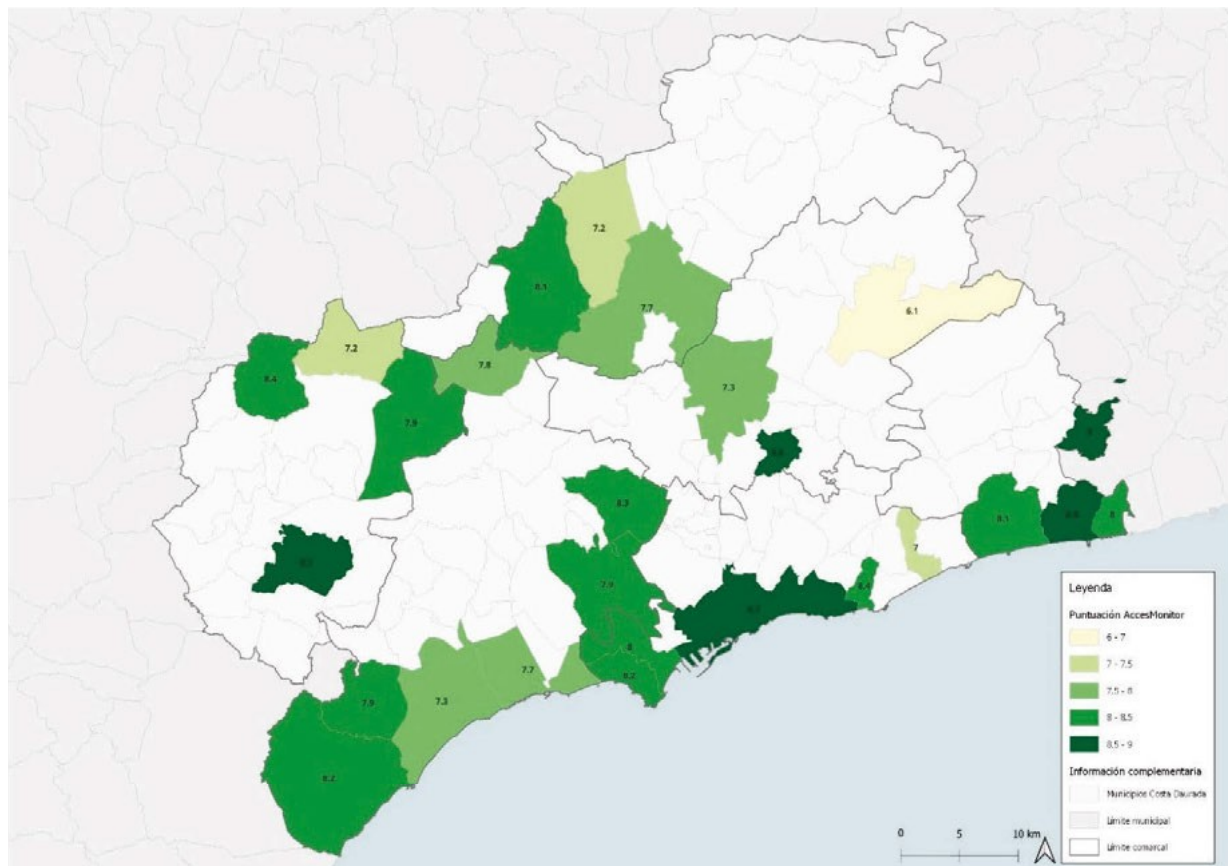 7.2
7.7
6.1
7.2
7.8
8.4
7.3
7.9
9
8.3
8.1
8
7
7.9
8.4
8
7.7
8.2
7.9
7.3
8.2
Leyenda
Puntuación AccesMonitor
6 - 7
7 - 7.5
7.5 - 8
8 - 8.5
8.5 - 9
Información complementaria
Municipios Costa Daurada
Límite municipal
Límite comarcal
0 5 10 km